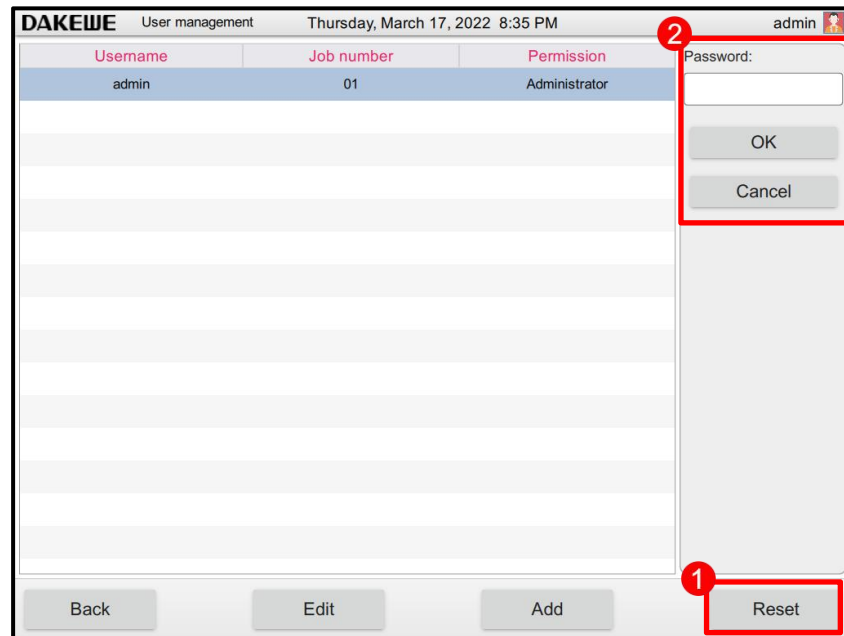 DAKEWE User management Thursday, March 17, 2022 8:35 PM admin
2
Username Job number Permission Password:
admin 01 Administrator
OK
Cancel
1
Back Edit Add Reset